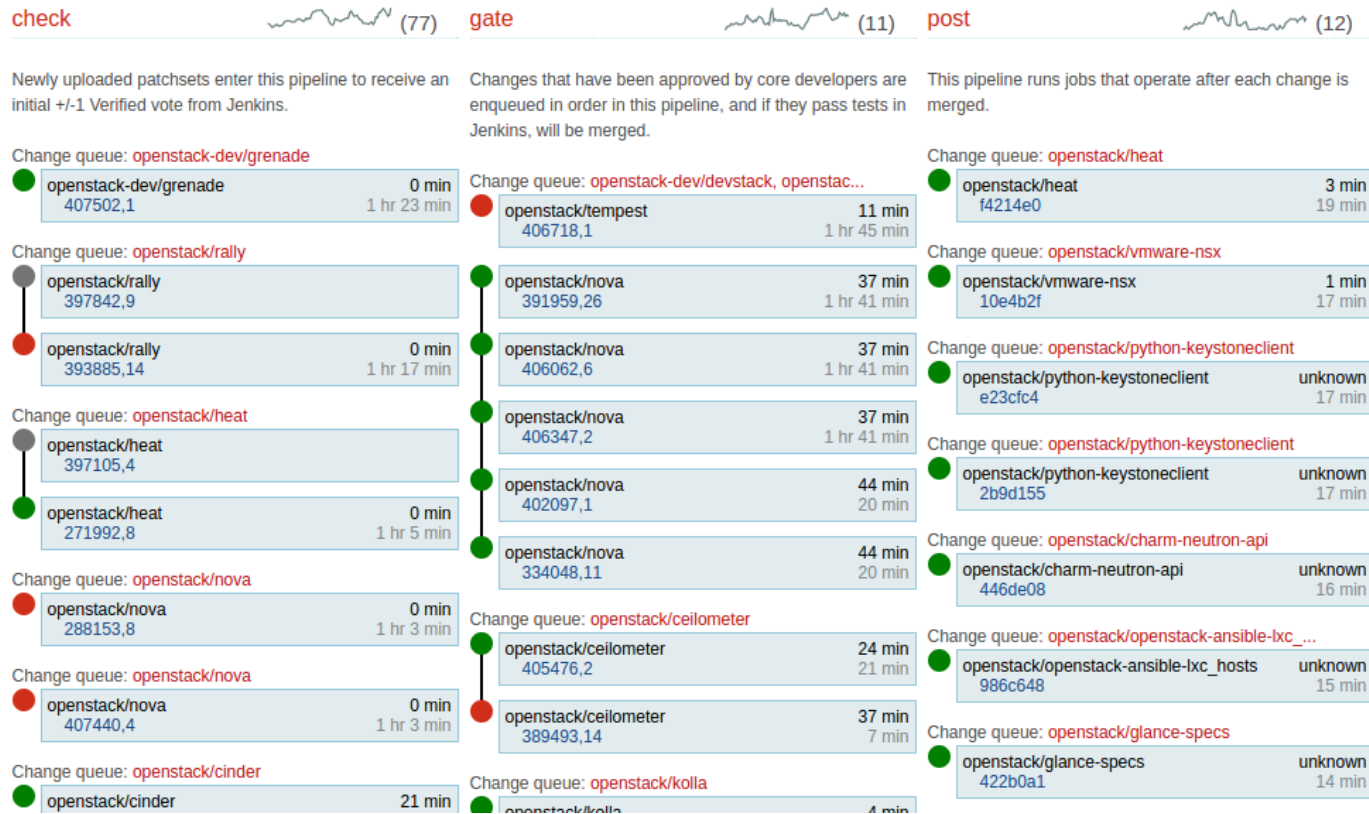 check (77)
Newly uploaded patchsets enter this pipeline to receive an
initial +/-1 Verified vote from Jenkins.
Change queue: openstack-dev/grenade
openstack-dev/grenade 0 min
407502,1 1 hr 23 min
Change queue: openstack/rally
openstack/rally
397842,9
openstack/rally 0 min
393885,14 1 hr 17 min
Change queue: openstack/heat
openstack/heat
397105,4
openstack/heat 0 min
271992,8 1 hr 5 min
Change queue: openstack/nova
openstack/nova 0 min
288153,8 1 hr 3 min
Change queue: openstack/nova
openstack/nova 0 min
407440,4 1 hr 3 min
Change queue: openstack/cinder
openstack/cinder 21 min
gate (11)
Changes that have been approved by core developers are
enqueued in order in this pipeline, and if they pass tests in
Jenkins, will be merged.
Change queue: openstack-dev/devstack, openstac...
openstack/tempest 11 min
406718,1 1 hr 45 min
openstack/nova 37 min
391959,26 1 hr 41 min
openstack/nova 37 min
406062,6 1 hr 41 min
openstack/nova 37 min
406347,2 1 hr 41 min
openstack/nova 44 min
402097,1 20 min
openstack/nova 44 min
334048,11 20 min
Change queue: openstack/ceilometer
openstack/ceilometer 24 min
405476,2 21 min
openstack/ceilometer 37 min
389493,14 7 min
Change queue: openstack/kolla
openstack/kolla 4 min
post (12)
This pipeline runs jobs that operate after each change is
merged.
Change queue: openstack/heat
openstack/heat 3 min
f4214e0 19 min
Change queue: openstack/vmware-nsx
openstack/vmware-nsx 1 min
10e4b2f 17 min
Change queue: openstack/python-keystoneclient
openstack/python-keystoneclient unknown
e23cfc4 17 min
Change queue: openstack/python-keystoneclient
openstack/python-keystoneclient unknown
2b9d155 17 min
Change queue: openstack/charm-neutron-api
openstack/charm-neutron-api unknown
446de08 16 min
Change queue: openstack/openstack-ansible-lxc_...
openstack/openstack-ansible-lxc_hosts unknown
986c648 15 min
Change queue: openstack/glance-specs
openstack/glance-specs unknown
422b0a1 14 min